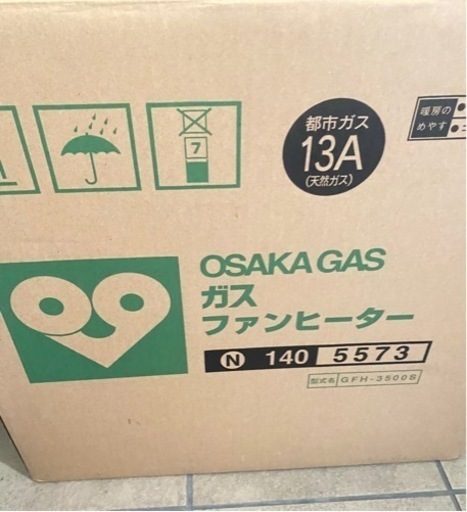 都市ガス
13A
(天然ガス)
暖房の
めやす
7
OSAKA GAS
ガス
ファンヒーター
N 140 5573
型式名 GFH-3500S